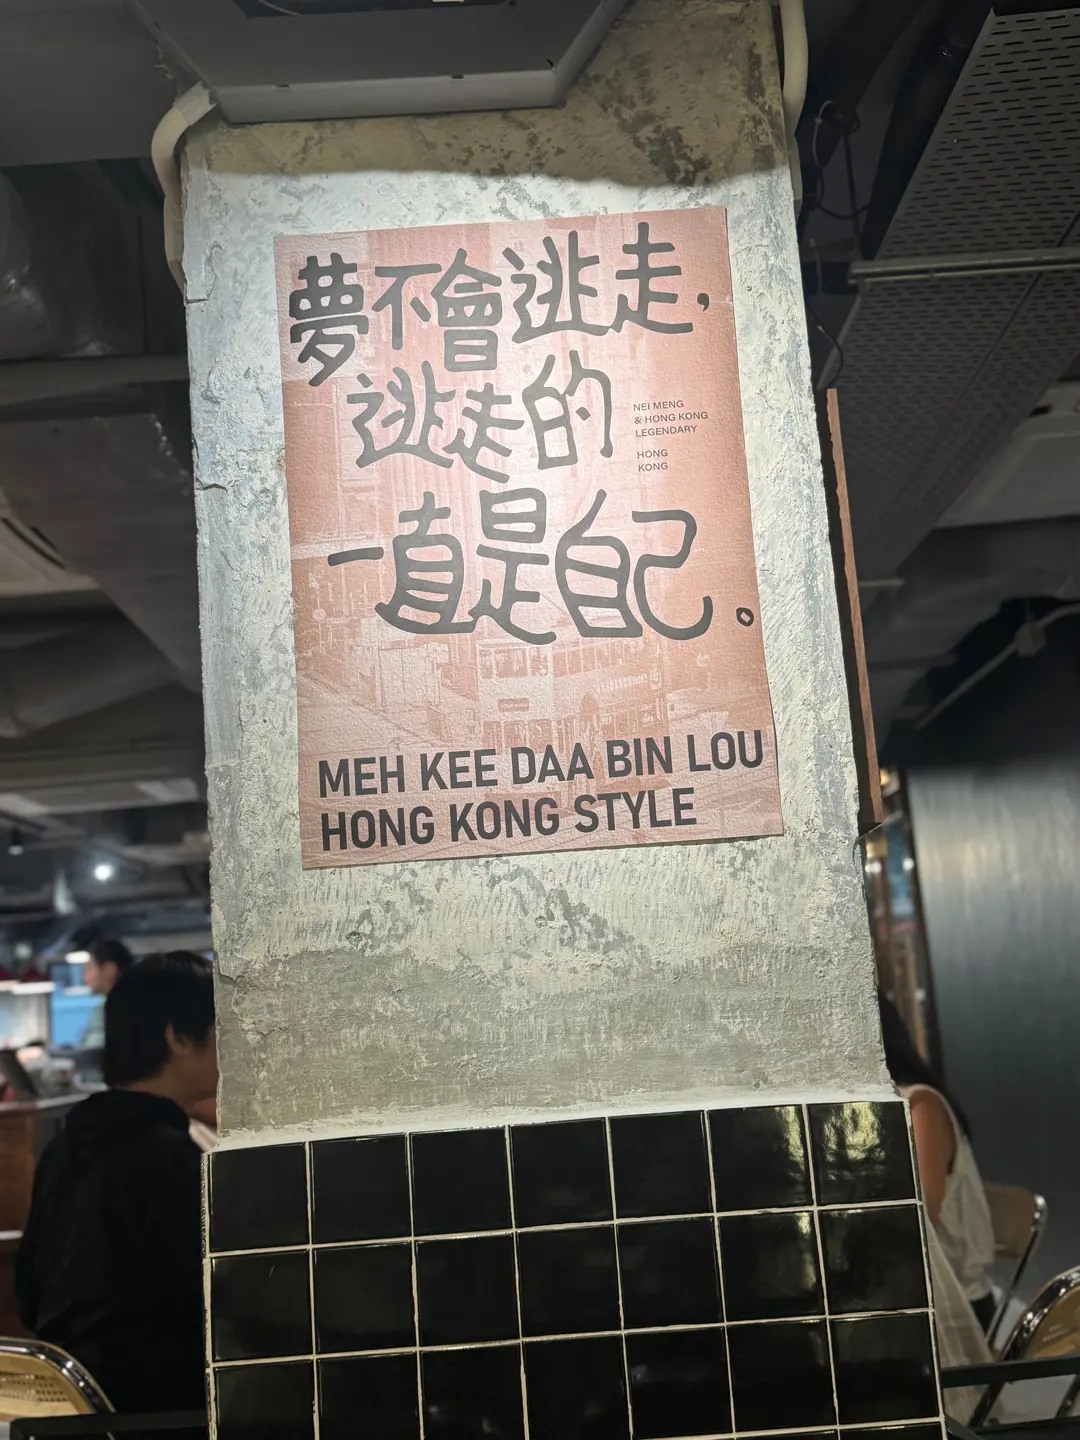 夢不會逃走，
逃走的
一直是自己。
NEI MENG
& HONG KONG
LEGENDARY
HONG
KONG
MEH KEE DAA BIN LOU
HONG KONG STYLE